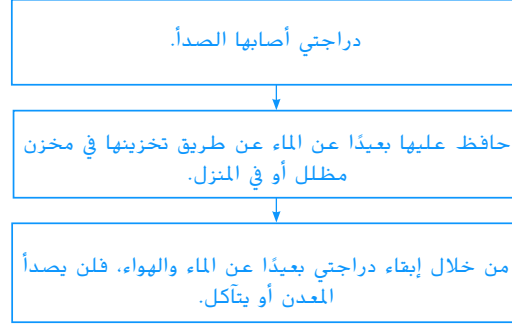 دراجتي أصابها الصدأ.
حافظ عليها بعيدًا عن الماء عن طريق تخزينها في مخزن
مظلل أو في المنزل.
من خلال إبقاء دراجتي بعيدًا عن الماء والهواء، فلن يصدأ
المعدن أو يتآكل.